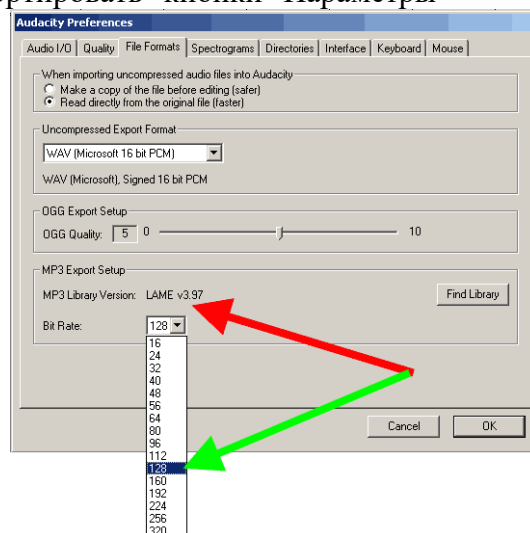 кнопки "Параметры"
Audacity Preferences
Audio I/O Quality File Formats Spectrograms Directories Interface Keyboard Mouse
When importing uncompressed audio files into Audacity
Make a copy of the file before editing (safer)
Read directly from the original file (faster)
Uncompressed Export Format
WAV (Microsoft 16 bit PCM)
WAV (Microsoft), Signed 16 bit PCM
OGG Export Setup
OGG Quality: 5 0 10
MP3 Export Setup
MP3 Library Version: LAME v3.97 Find Library
Bit Rate: 128
16
24
32
40
48
56
64
80
Cancel OK
96
112
128
160
192
224
256
320